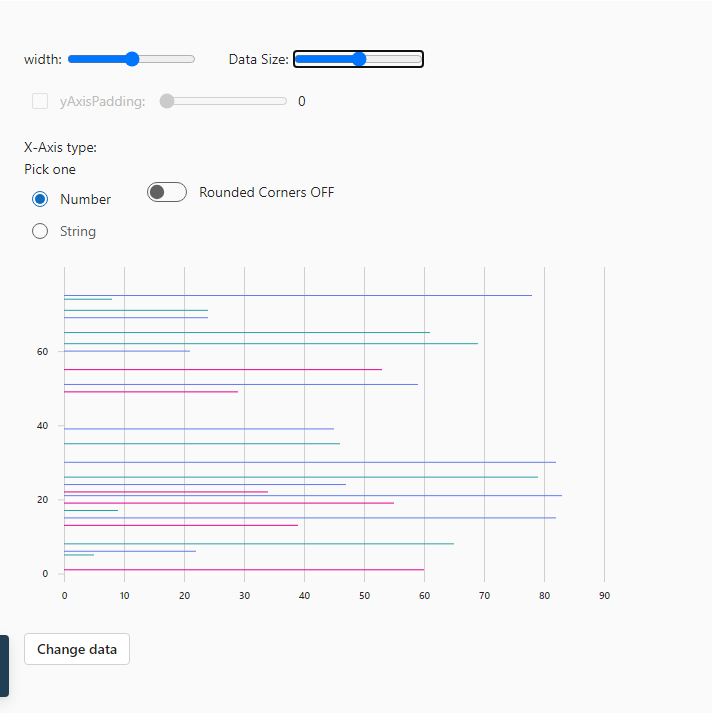 width: Data Size:
yAxisPadding: 0
X-Axis type:
Pick one
Number Rounded Corners OFF
String
60
40
20
0
0 10 20 30 40 50 60 70 80 90
Change data